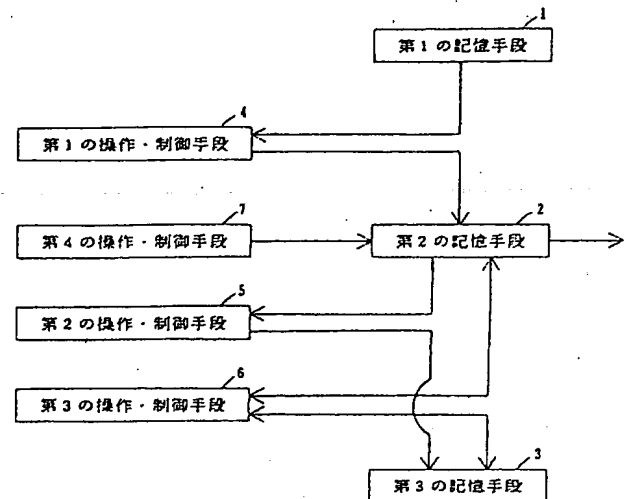 1
第1の記憶手段
4
第1の操作・制御手段
7
第4の操作・制御手段
2
第2の記憶手段
5
第2の操作・制御手段
6
第3の操作・制御手段
3
第3の記憶手段